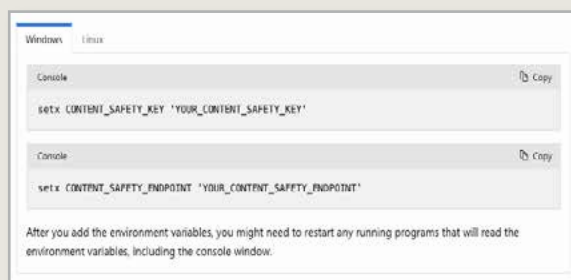 Windows Linux
Console Copy
setx CONTENT_SAFETY_KEY 'YOUR_CONTENT_SAFETY_KEY'
Console Copy
setx CONTENT_SAFETY_ENDPOINT 'YOUR_CONTENT_SAFETY_ENDPOINT'
After you add the environment variables, you might need to restart any running programs that will read the
environment variables, including the console window.